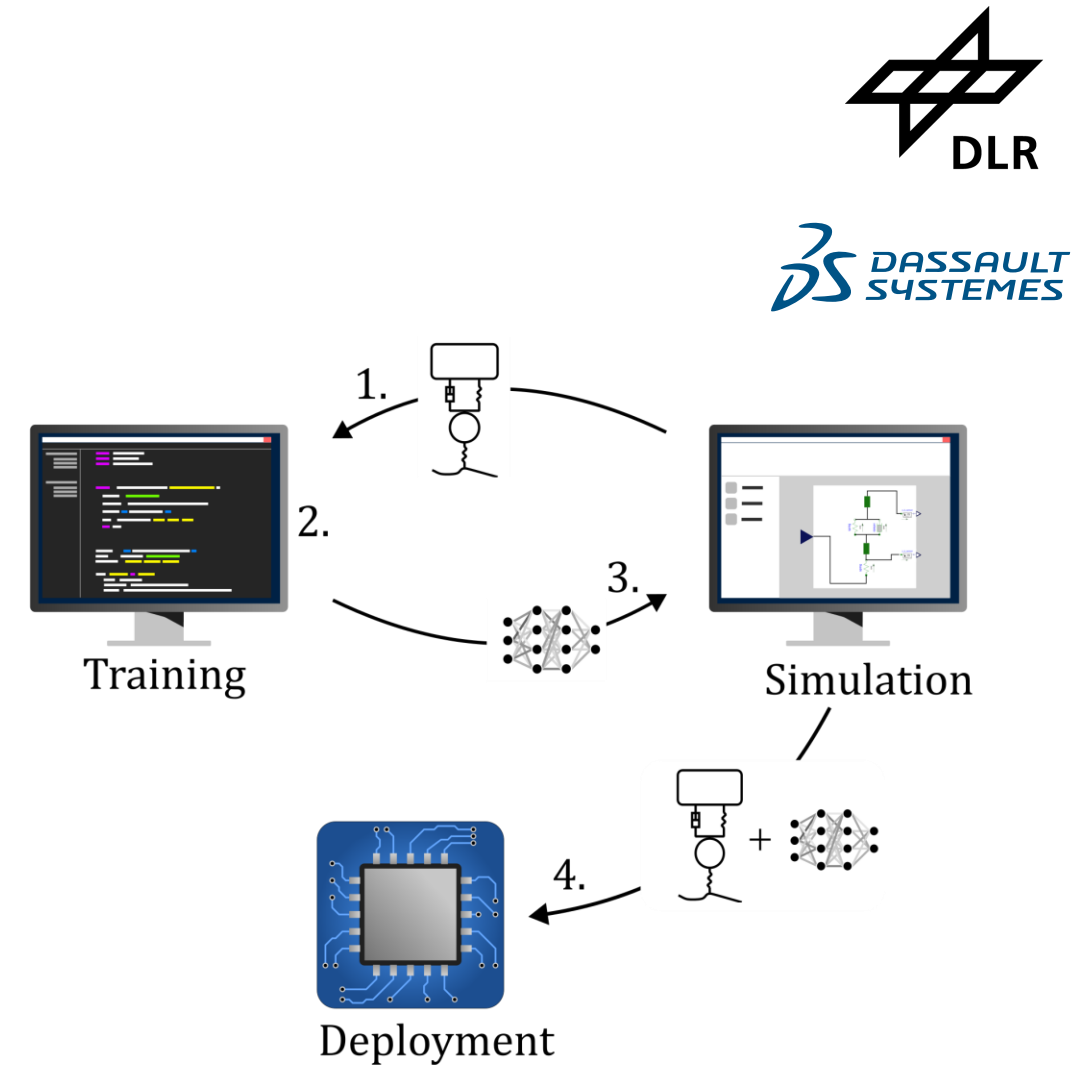 DLR
DASSAULT
SYSTEMES
1.
2.
3.
Training
Simulation
+
4.
Deployment